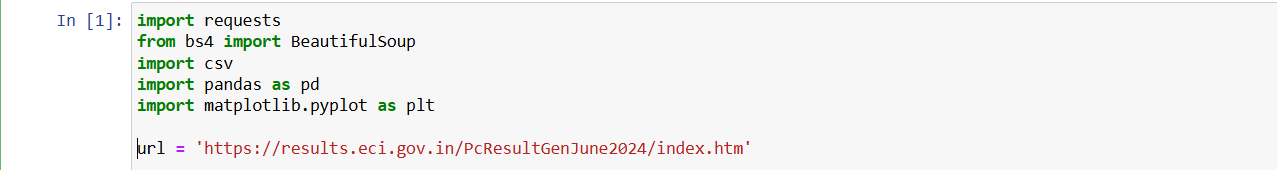 In [1]:
import requests
from bs4 import BeautifulSoup
import csv
import pandas as pd
import matplotlib.pyplot as plt
url = 'https://results.eci.gov.in/PcResultGenJune2024/index.htm'